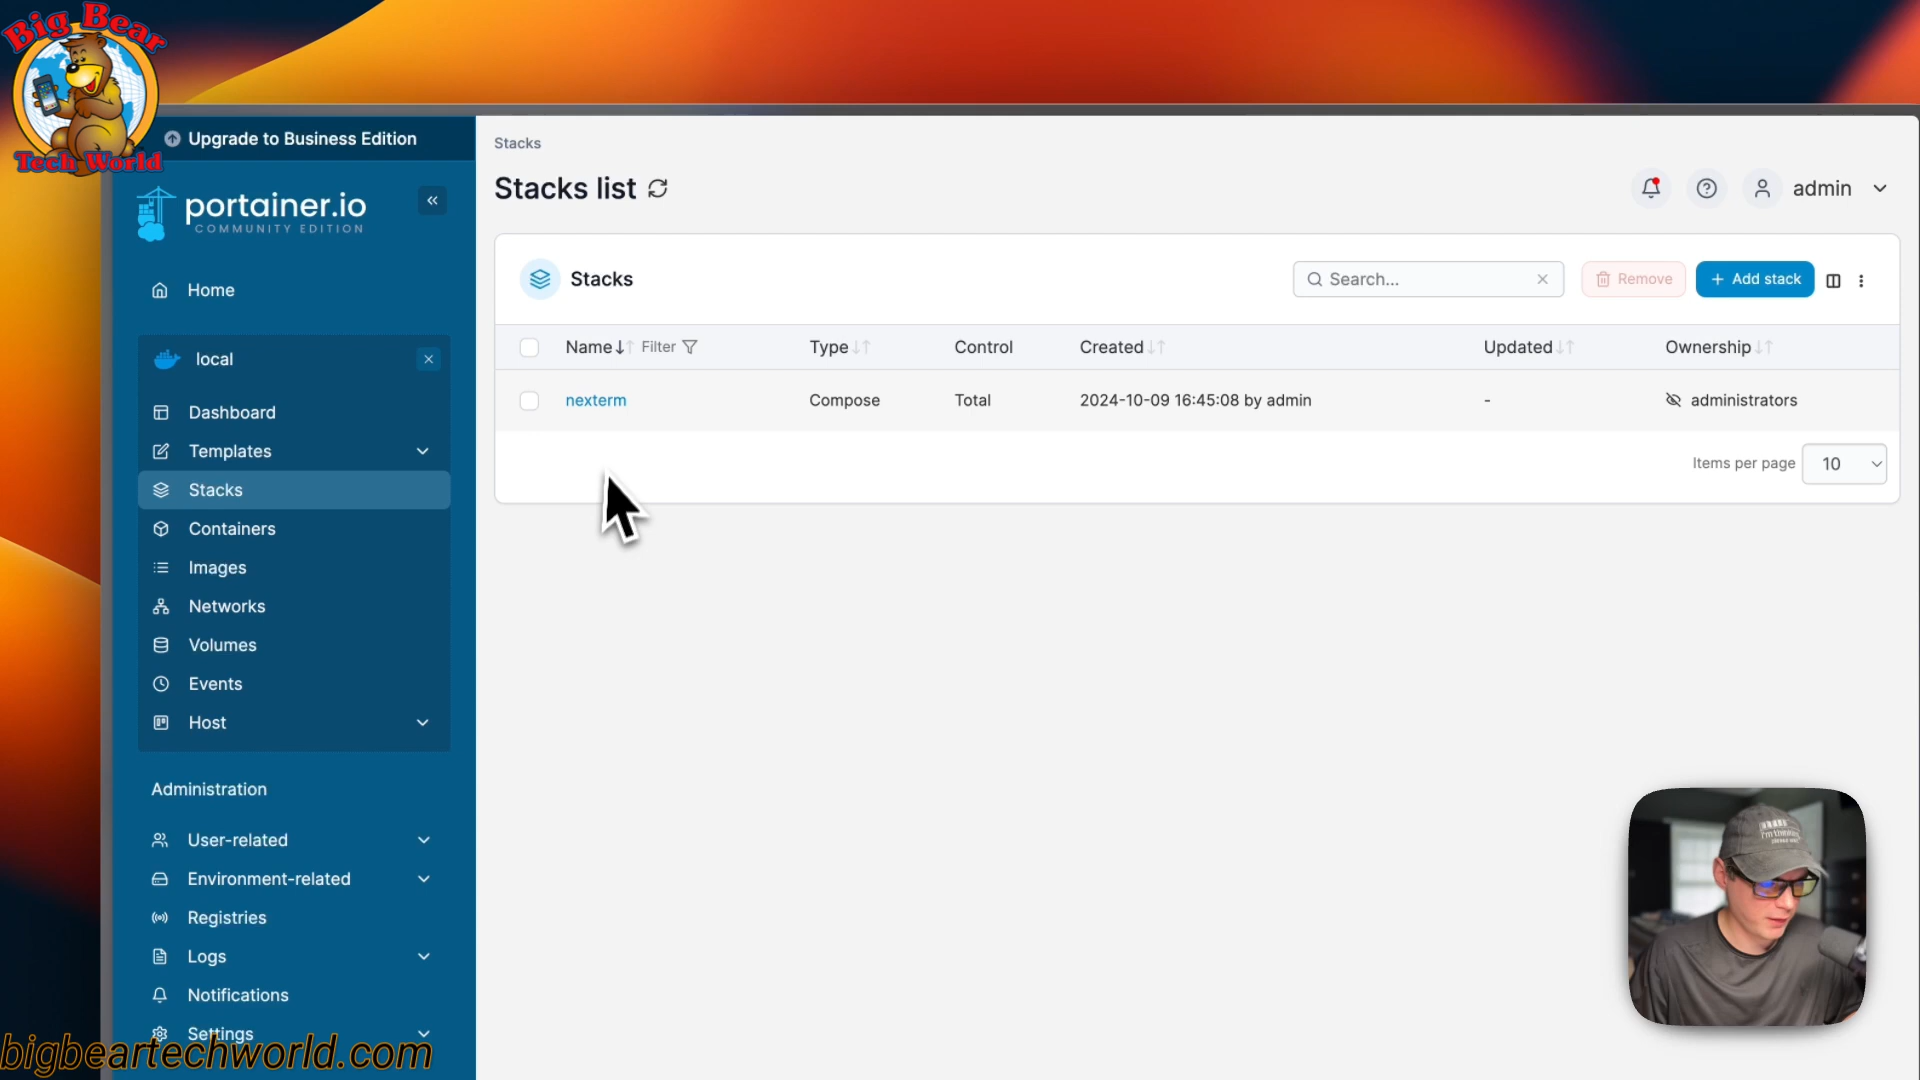 Big Bear
Tech World
Upgrade to Business Edition
portainer.io
COMMUNITY EDITION
Home
local
Dashboard
Templates
Stacks
Containers
Images
Networks
Volumes
Events
Host
Administration
User-related
Environment-related
Registries
Logs
Notifications
Settings
bigbeartechworld.com
Stacks
Stacks list
admin
Stacks
Search...
Remove
+ Add stack
Name Filter Type Control Created Updated Ownership
nexterm Compose Total 2024-10-09 16:45:08 by admin - administrators
Items per page 10